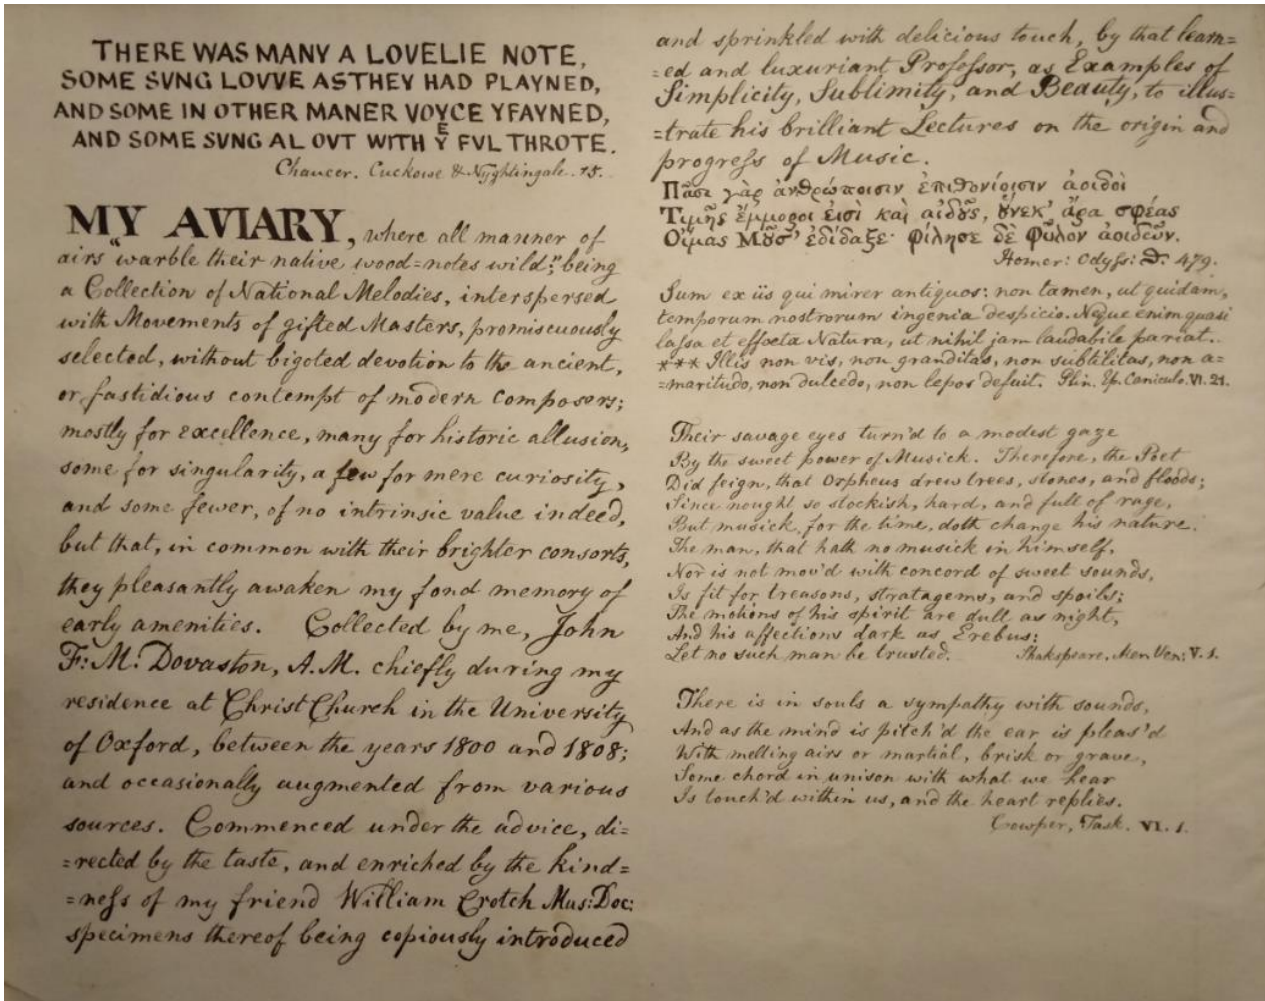 THERE WAS MANY A LOVELIE NOTE,
SOME SVNG LOVVE ASTHEY HAD PLAYNED,
AND SOME IN OTHER MANER VOYCE YFAYNED,
AND SOME SVNG AL OVT WITH Yᴱ FVL THROTE.
Chaucer. Cuckowe & Nyghtingale. 15.
MY AVIARY, where all manner of
airs "warble their native wood=notes wild;" being
a Collection of National Melodies, interspersed
with Movements of gifted Masters, promiscuously
selected, without bigoted devotion to the ancient,
or fastidious contempt of modern composers;
mostly for excellence, many for historic allusion,
some for singularity, a few for mere curiosity,
and some fewer, of no intrinsic value indeed,
but that, in common with their brighter consorts,
they pleasantly awaken my fond memory of
early amenities. Collected by me, John
F: M: Dovaston, A.M. chiefly during my
residence at Christ Church in the University
of Oxford, between the years 1800 and 1808;
and occasionally augmented from various
sources. Commenced under the advice, di=
=rected by the taste, and enriched by the kind=
=neſs of my friend William Crotch Mus: Doc:
specimens thereof being copiously introduced
and sprinkled with delicious touch, by that learn=
=ed and luxuriant Profeſsor, as Examples of
Simplicity, Sublimity, and Beauty, to illus=
=trate his brilliant Lectures on the origin and
progreſs of Music.
Πᾶσι γὰρ ἀνθρώποισιν ἐπιχθονίοισιν ἀοιδοὶ
Τιμῆς ἔμμοροι ἐισὶ καὶ αἰδȣ͂ς, ȣ̔́νεκ' ἄρα σφέας
Οἴμας Μȣ͂σ' ἐδίδαξε· φίλησε δὲ φῦλον ἀοιδῶν.
Homer: Odyſs: Θ. 479.
Sum ex iis qui mirer antiquos: non tamen, ut quidam,
temporum nostrorum ingenia despicio. Neque enim quasi
laſsa et effœta Natura, ut nihil jam laudabile pariat.
*** Illis non vis, non granditas, non subtilitas, non a=
=maritudo, non dulcedo, non lepos defuit. Plin. Ep. Caniculo. VI. 21.
Their savage eyes turn'd to a modest gaze
By the sweet power of Musick. Therefore, the Poet
Did feign, that Orpheus drew trees, stones, and floods;
Since nought so stockish, hard, and full of rage,
But musick, for the time, doth change his nature.
The man, that hath no musick in himself,
Nor is not mov'd with concord of sweet sounds,
Is fit for treasons, stratagems, and spoils;
The motions of his spirit are dull as night,
And his affections dark as Erebus:
Let no such man be trusted. Shakspeare. Mer: Ven: V. 1.
There is in souls a sympathy with sounds,
And as the mind is pitch'd the ear is pleas'd
With melting airs or martial, brisk or grave,
Some chord in unison with what we hear
Is touch'd within us, and the heart replies.
Cowper, Task. VI. 1.